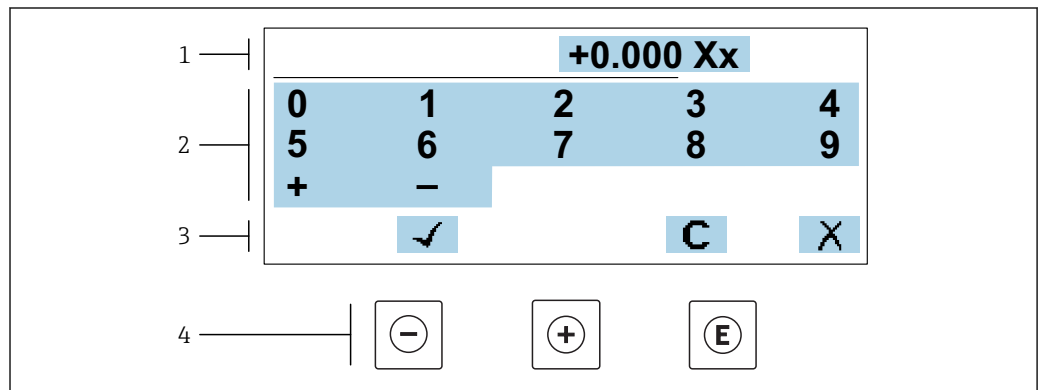 1 +0.000 Xx
0 1 2 3 4
2 5 6 7 8 9
+ –
3 ✓ C X
4 − + E